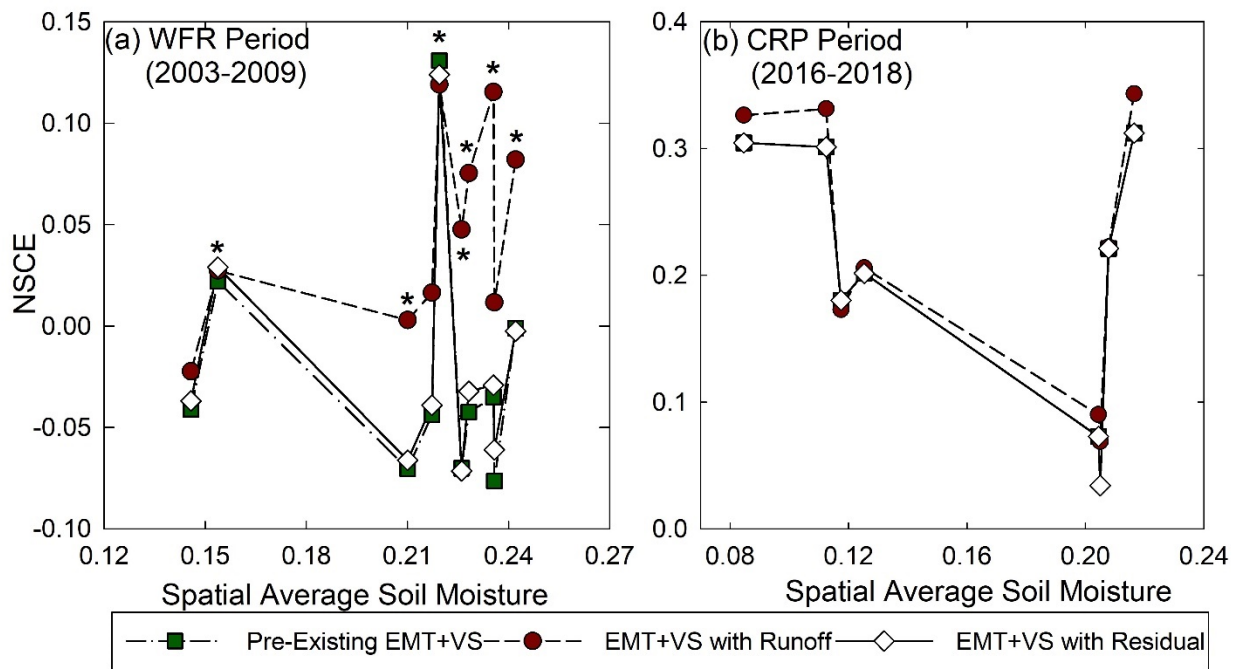 (a) WFR Period
(2003-2009)
NSCE
0.15
0.10
0.05
0.00
-0.05
-0.10
* * * * * * * *
0.12 0.15 0.18 0.21 0.24 0.27
Spatial Average Soil Moisture
(b) CRP Period
(2016-2018)
0.4
0.3
0.2
0.1
0.0
0.08 0.12 0.16 0.20 0.24
Spatial Average Soil Moisture
Pre-Existing EMT+VS EMT+VS with Runoff EMT+VS with Residual